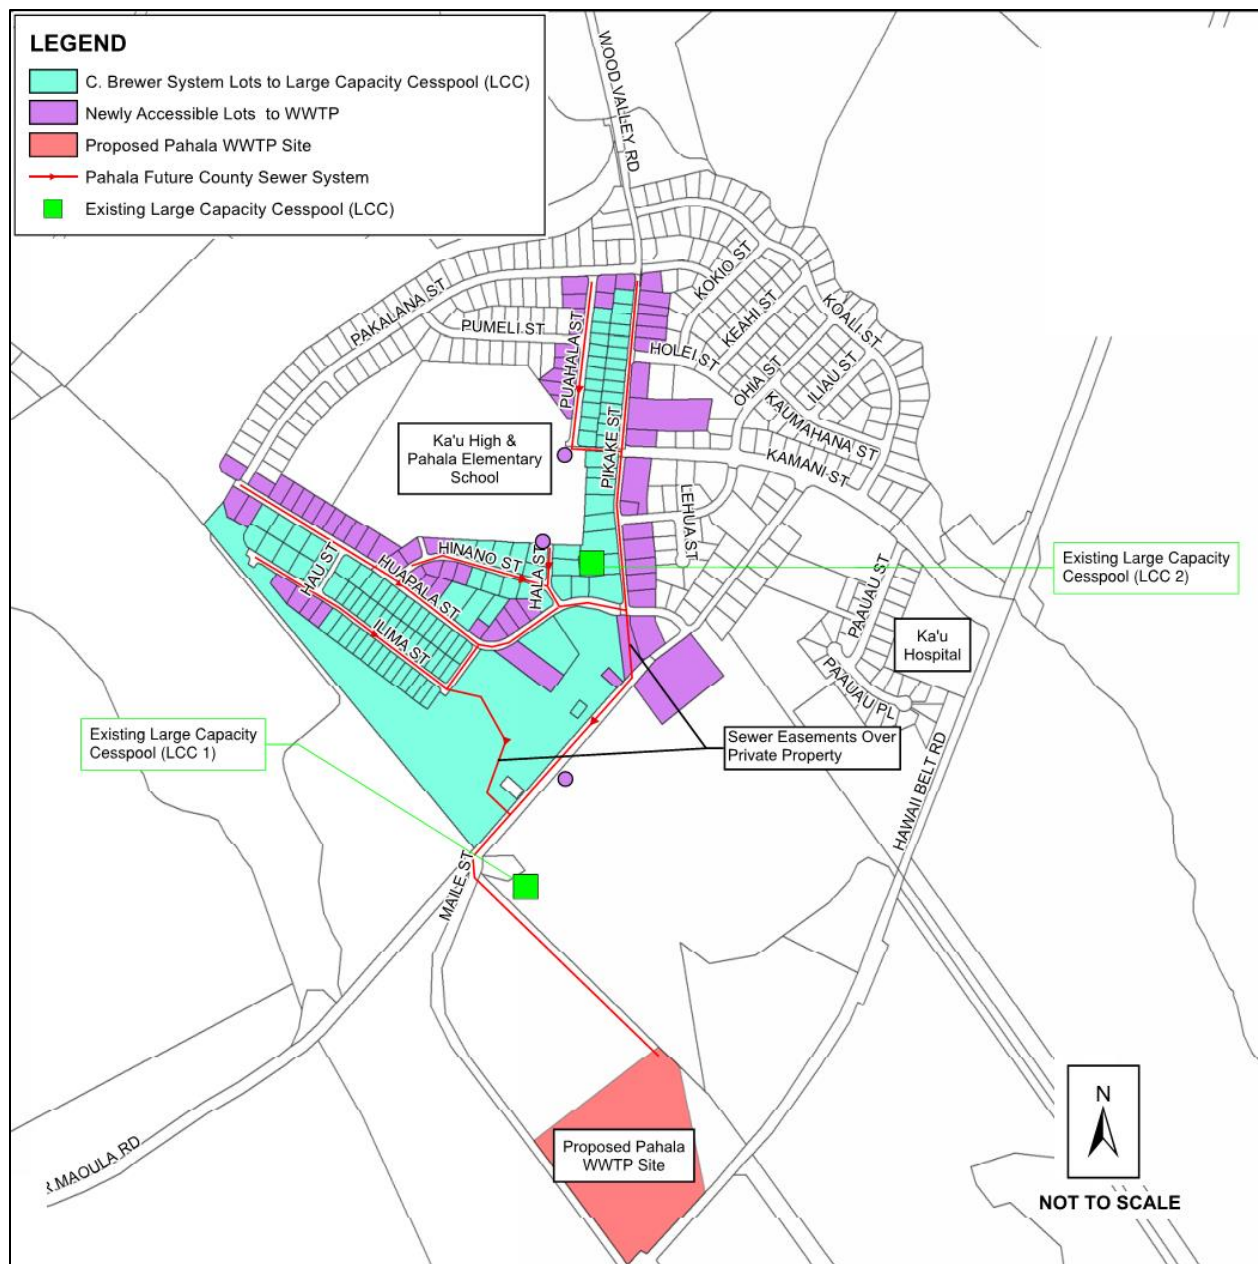 LEGEND
C. Brewer System Lots to Large Capacity Cesspool (LCC)
Newly Accessible Lots to WWTP
Proposed Pahala WWTP Site
Pahala Future County Sewer System
Existing Large Capacity Cesspool (LCC)
WOOD VALLEY RD
PAKALANA ST
PUMELI ST
PUAHALA ST
KOKIO ST
KEAHI ST
KOALI ST
HOLEI ST
OHIA ST
ILIAU ST
KAUMAHANA ST
KAMANI ST
PIKAKE ST
LEHUA ST
Ka'u High &
Pahala Elementary
School
HINANO ST
HALA ST
HAU ST
HUAPALA ST
ILIMA ST
Existing Large Capacity
Cesspool (LCC 2)
PAAUAU ST
Ka'u
Hospital
PAAUAU PL
Existing Large Capacity
Cesspool (LCC 1)
Sewer Easements Over
Private Property
HAWAII BELT RD
MAILE ST
MAOULA RD
Proposed Pahala
WWTP Site
N
NOT TO SCALE